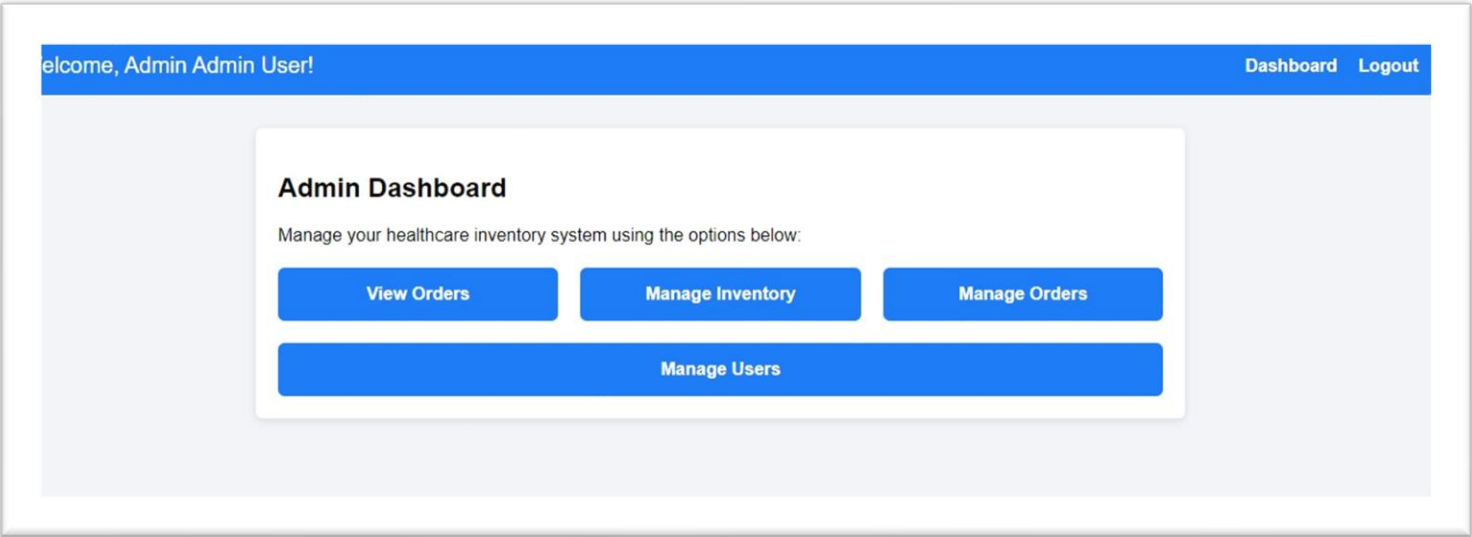 elcome, Admin Admin User!
Dashboard Logout
Admin Dashboard
Manage your healthcare inventory system using the options below:
View Orders Manage Inventory Manage Orders
Manage Users